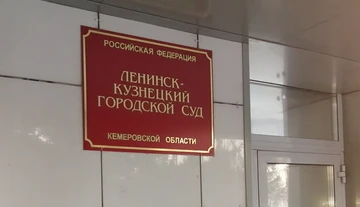 РОССИЙСКАЯ ФЕДЕРАЦИЯ
ЛЕНИНСК-
КУЗНЕЦКИЙ
ГОРОДСКОЙ СУД
КЕМЕРОВСКОЙ ОБЛАСТИ